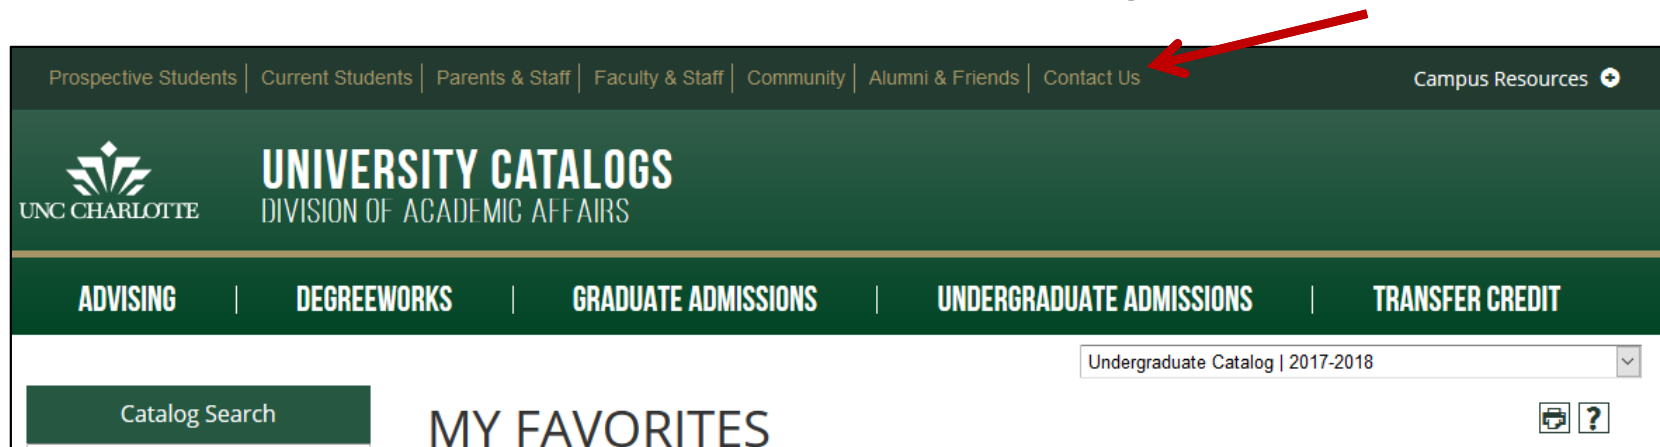 Prospective Students | Current Students | Parents & Staff | Faculty & Staff | Community | Alumni & Friends | Contact Us
Campus Resources
UNC CHARLOTTE
UNIVERSITY CATALOGS
DIVISION OF ACADEMIC AFFAIRS
ADVISING | DEGREEWORKS | GRADUATE ADMISSIONS | UNDERGRADUATE ADMISSIONS | TRANSFER CREDIT
Undergraduate Catalog | 2017-2018
Catalog Search
MY FAVORITES
?